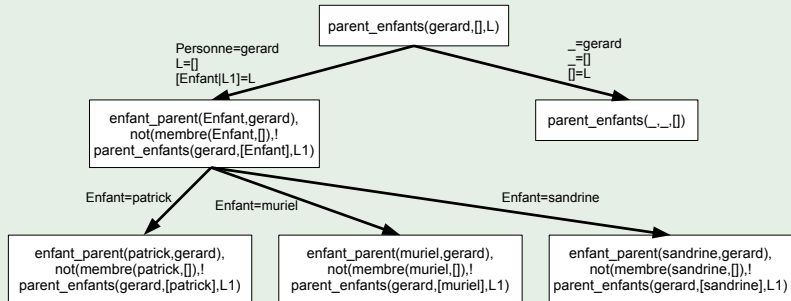 parent_enfants(gerard,[],L)
Personne=gerard
L=[]
[Enfant|L1]=L
_=gerard
_=[]
[]=L
enfant_parent(Enfant,gerard),
not(membre(Enfant,[]),!
parent_enfants(gerard,[Enfant],L1)
parent_enfants(_,_,[])
Enfant=patrick
Enfant=muriel
Enfant=sandrine
enfant_parent(patrick,gerard),
not(membre(patrick,[]),!
parent_enfants(gerard,[patrick],L1)
enfant_parent(muriel,gerard),
not(membre(muriel,[]),!
parent_enfants(gerard,[muriel],L1)
enfant_parent(sandrine,gerard),
not(membre(sandrine,[]),!
parent_enfants(gerard,[sandrine],L1)